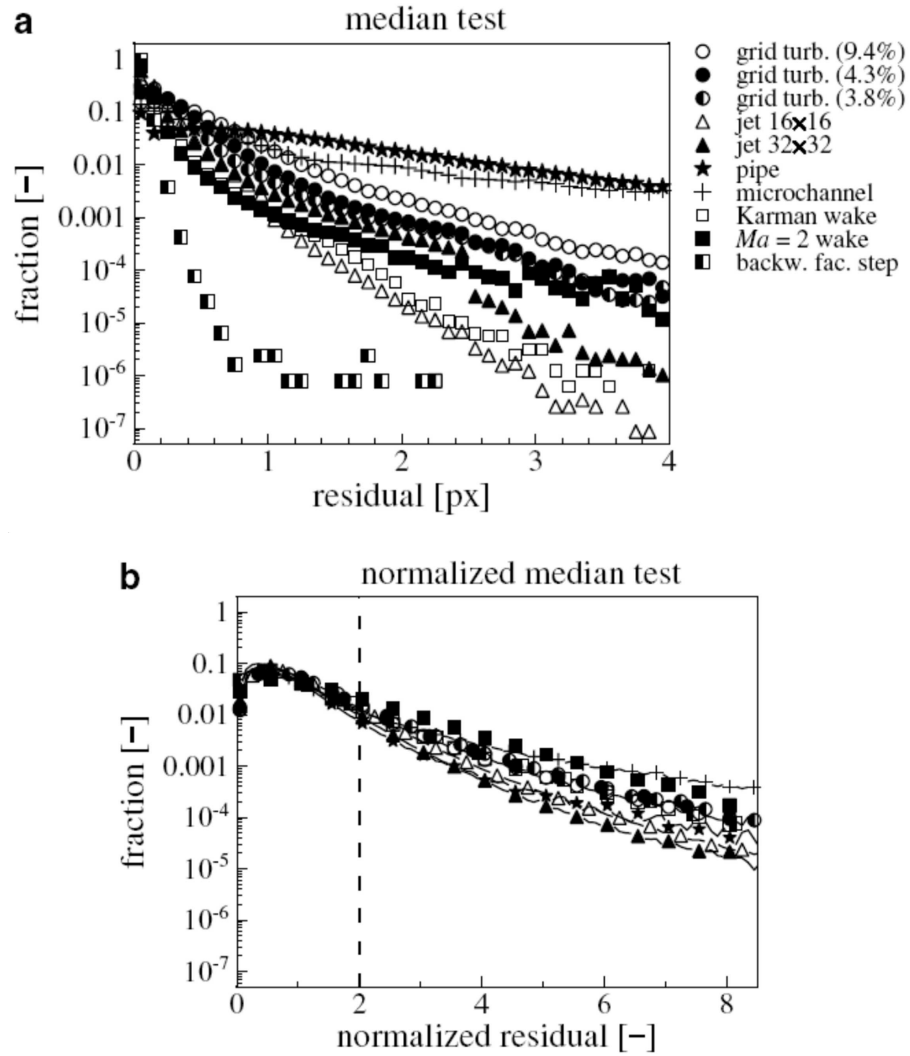 a
median test
1
0.1
0.01
0.001
10-4
10-5
10-6
10-7
fraction [–]
0 1 2 3 4
residual [px]
grid turb. (9.4%)
grid turb. (4.3%)
grid turb. (3.8%)
jet 16×16
jet 32×32
pipe
microchannel
Karman wake
Ma = 2 wake
backw. fac. step
b
normalized median test
1
0.1
0.01
0.001
10-4
10-5
10-6
10-7
fraction [–]
0 2 4 6 8
normalized residual [–]